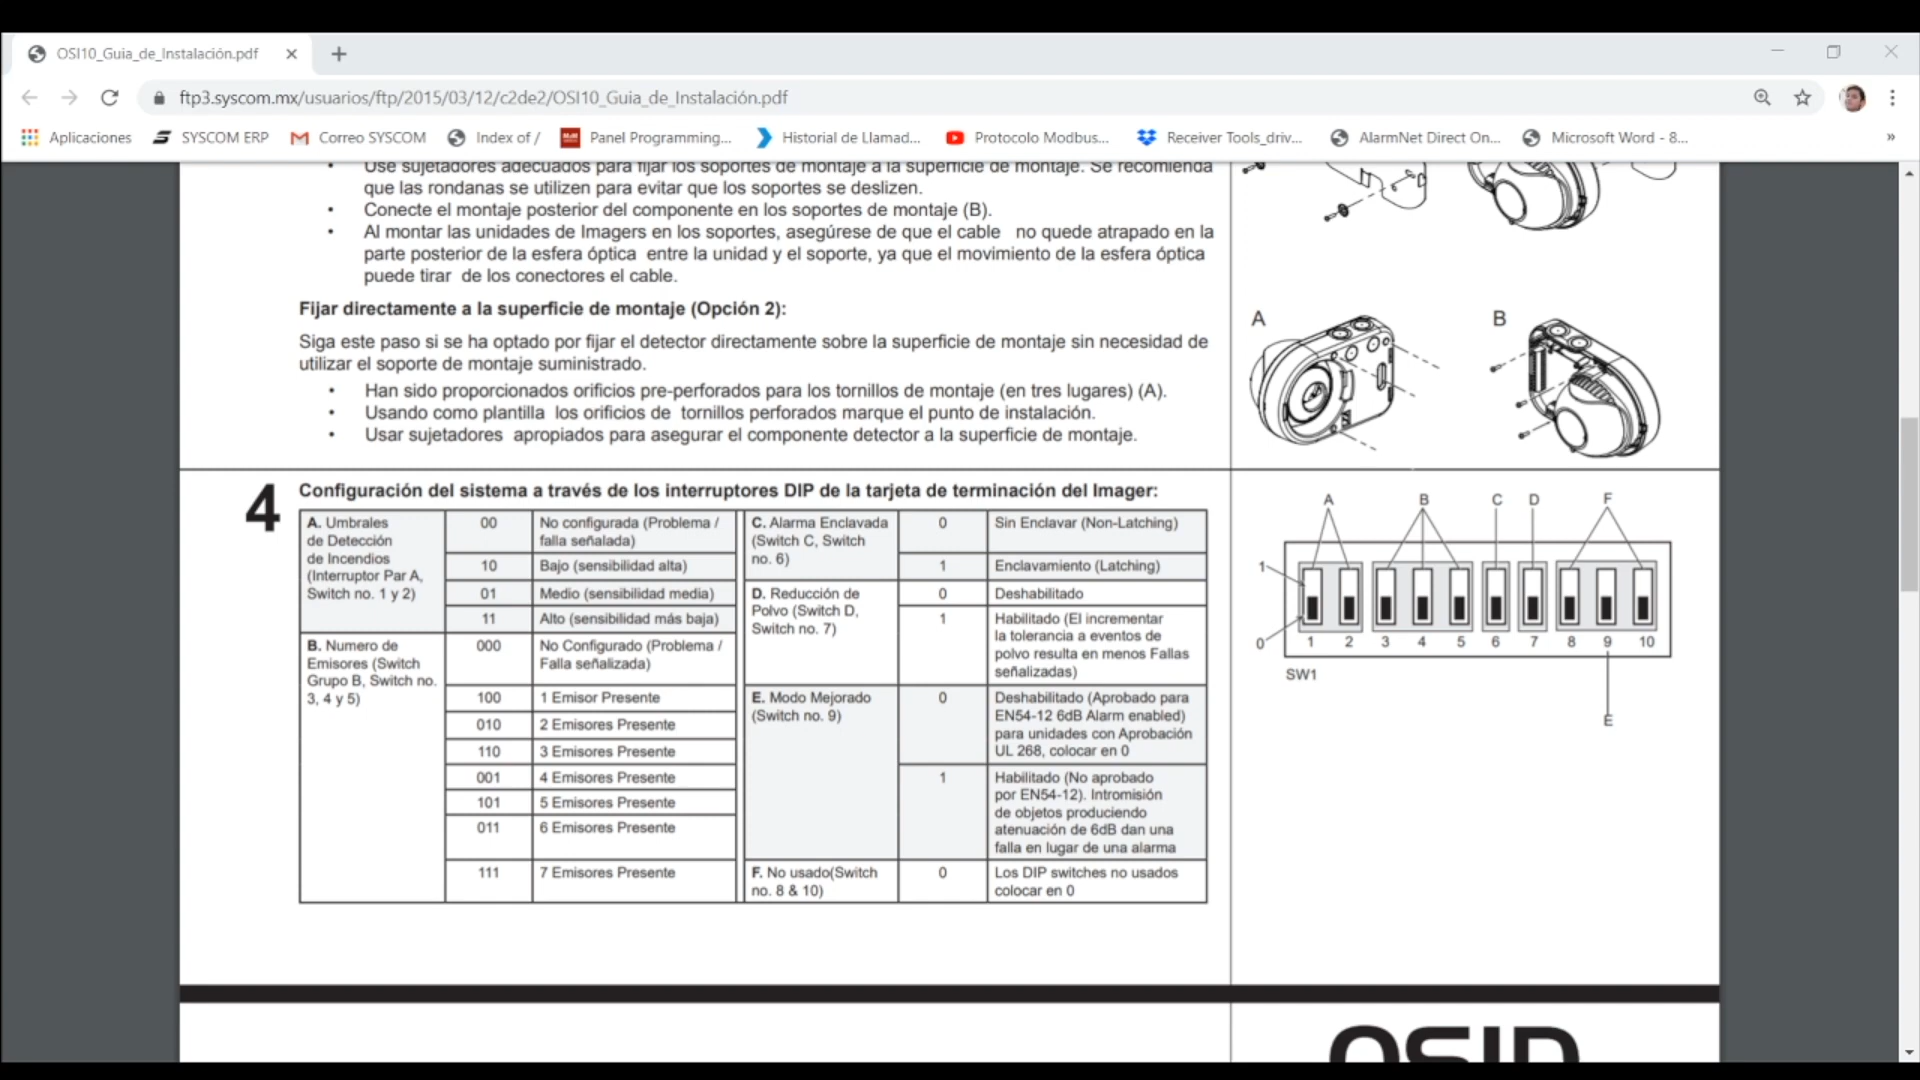 OSI10_Guia_de_Instalación.pdf
ftp3.syscom.mx/usuarios/ftp/2015/03/12/c2de2/OSI10_Guia_de_Instalación.pdf
Aplicaciones SYSCOM ERP Correo SYSCOM Index of / Panel Programming... Historial de Llamad... Protocolo Modbus... Receiver Tools_driv... AlarmNet Direct On... Microsoft Word - 8... »
• Use sujetadores adecuados para fijar los soportes de montaje a la superficie de montaje. Se recomienda
que las rondanas se utilizen para evitar que los soportes se deslizen.
• Conecte el montaje posterior del componente en los soportes de montaje (B).
• Al montar las unidades de Imagers en los soportes, asegúrese de que el cable no quede atrapado en la
parte posterior de la esfera óptica entre la unidad y el soporte, ya que el movimiento de la esfera óptica
puede tirar de los conectores el cable.
Fijar directamente a la superficie de montaje (Opción 2):
Siga este paso si se ha optado por fijar el detector directamente sobre la superficie de montaje sin necesidad de
utilizar el soporte de montaje suministrado.
• Han sido proporcionados orificios pre-perforados para los tornillos de montaje (en tres lugares) (A).
• Usando como plantilla los orificios de tornillos perforados marque el punto de instalación.
• Usar sujetadores apropiados para asegurar el componente detector a la superficie de montaje.
A B
4 Configuración del sistema a través de los interruptores DIP de la tarjeta de terminación del Imager:
A. Umbrales
de Detección
de Incendios
(Interruptor Par A,
Switch no. 1 y 2)
00 No configurada (Problema /
falla señalada)
10 Bajo (sensibilidad alta)
01 Medio (sensibilidad media)
11 Alto (sensibilidad más baja)
B. Numero de
Emisores (Switch
Grupo B, Switch no.
3, 4 y 5)
000 No Configurado (Problema /
Falla señalizada)
100 1 Emisor Presente
010 2 Emisores Presente
110 3 Emisores Presente
001 4 Emisores Presente
101 5 Emisores Presente
011 6 Emisores Presente
111 7 Emisores Presente
C. Alarma Enclavada
(Switch C, Switch
no. 6)
0 Sin Enclavar (Non-Latching)
1 Enclavamiento (Latching)
D. Reducción de
Polvo (Switch D,
Switch no. 7)
0 Deshabilitado
1 Habilitado (El incrementar
la tolerancia a eventos de
polvo resulta en menos Fallas
señalizadas)
E. Modo Mejorado
(Switch no. 9)
0 Deshabilitado (Aprobado para
EN54-12 6dB Alarm enabled)
para unidades con Aprobación
UL 268, colocar en 0
1 Habilitado (No aprobado
por EN54-12). Intromisión
de objetos produciendo
atenuación de 6dB dan una
falla en lugar de una alarma
F. No usado(Switch
no. 8 & 10)
0 Los DIP switches no usados
colocar en 0
A B C D F
1
0
1 2 3 4 5 6 7 8 9 10
SW1
E
OSID